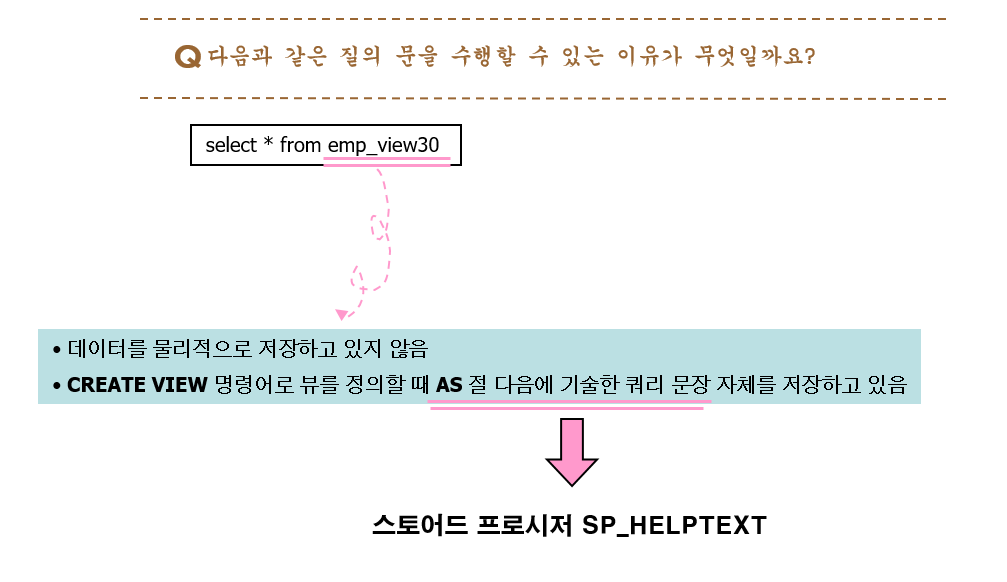 Q 다음과 같은 질의 문을 수행할 수 있는 이유가 무엇일까요?
select * from emp_view30
• 데이터를 물리적으로 저장하고 있지 않음
• CREATE VIEW 명령어로 뷰를 정의할 때 AS 절 다음에 기술한 쿼리 문장 자체를 저장하고 있음
스토어드 프로시저 SP_HELPTEXT